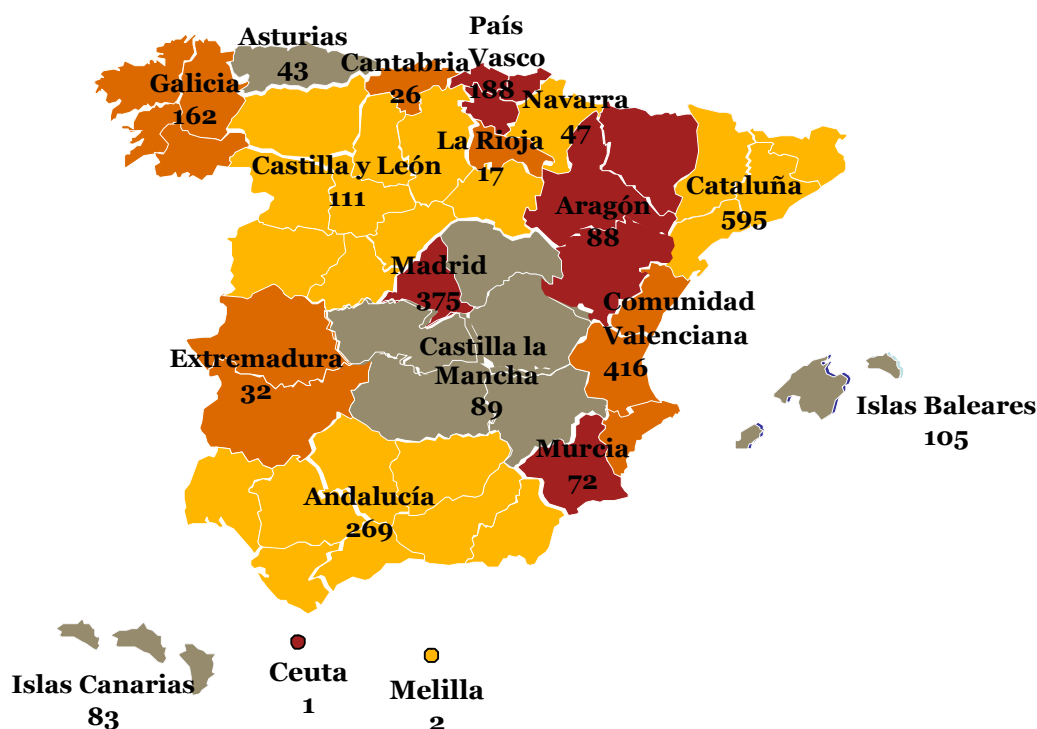 Asturias
43
Cantabria
26
País
Vasco
188
Galicia
162
Navarra
47
La Rioja
17
Castilla y León
111
Cataluña
595
Aragón
88
Madrid
375
Comunidad
Valenciana
416
Extremadura
32
Castilla la
Mancha
89
Islas Baleares
105
Murcia
72
Andalucía
269
Islas Canarias
83
Ceuta
1
Melilla
2